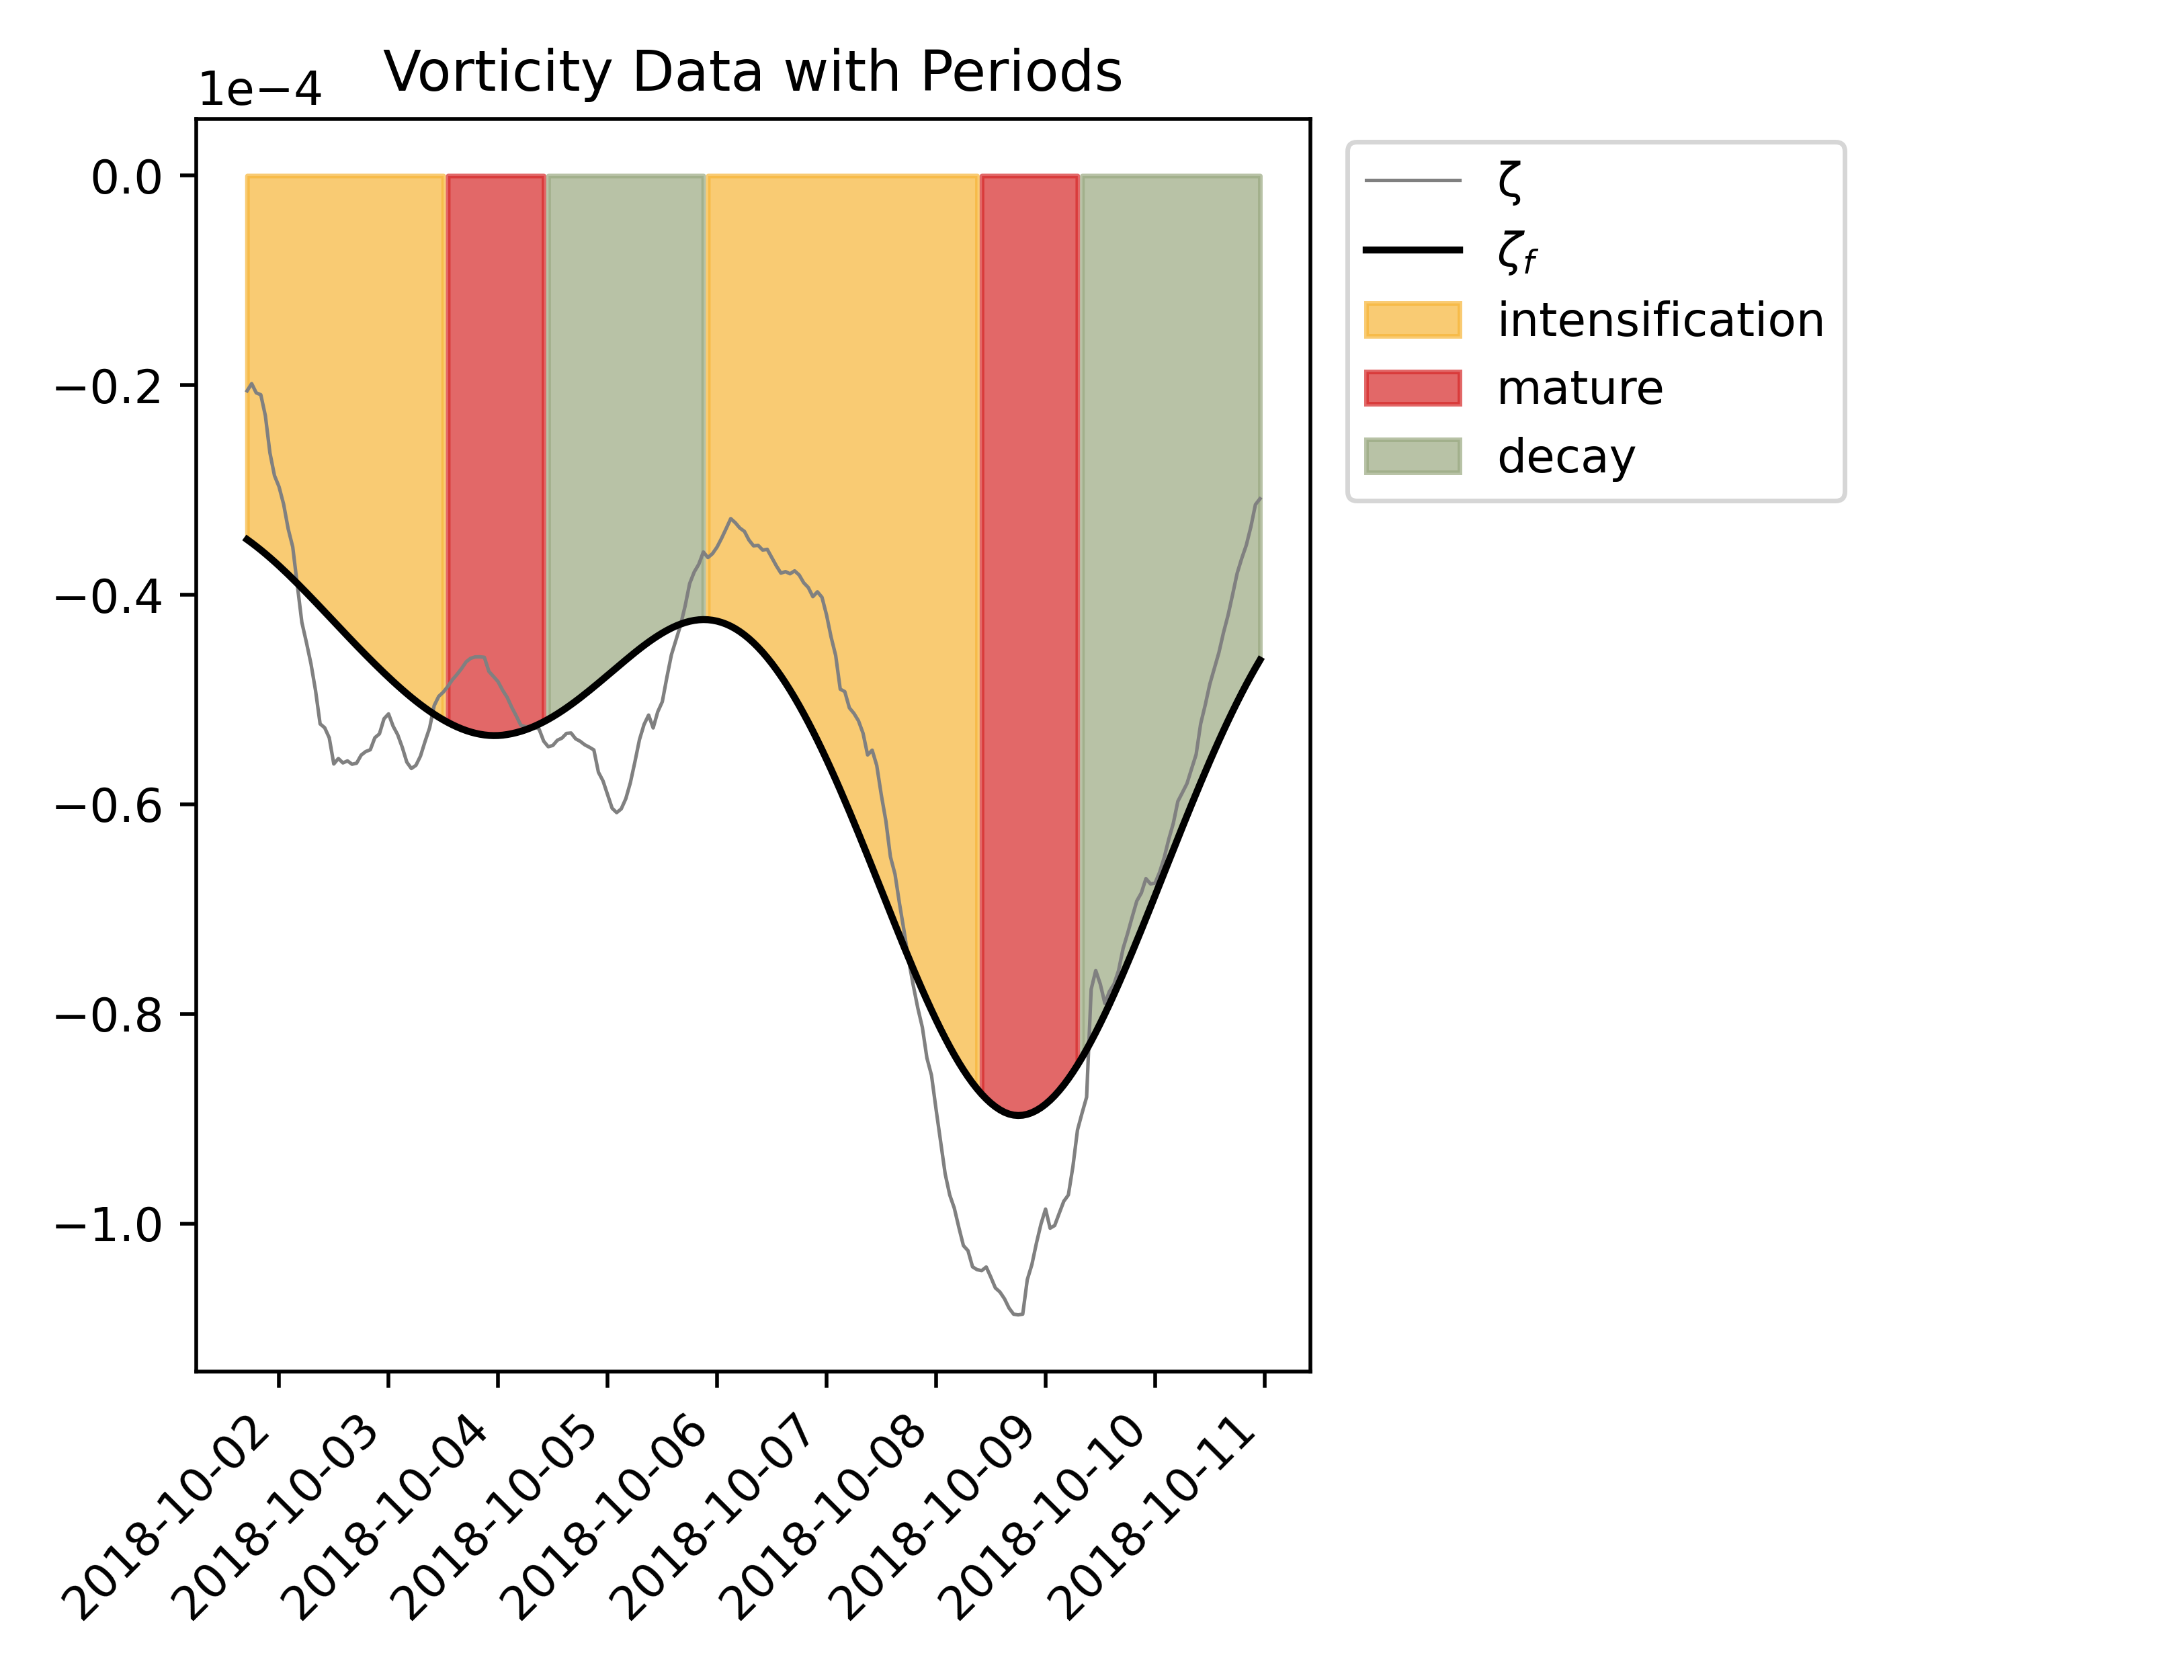 Vorticity Data with Periods
1e−4
0.0
−0.2
−0.4
−0.6
−0.8
−1.0
2018-10-02
2018-10-03
2018-10-04
2018-10-05
2018-10-06
2018-10-07
2018-10-08
2018-10-09
2018-10-10
2018-10-11
ζ
ζf
intensification
mature
decay